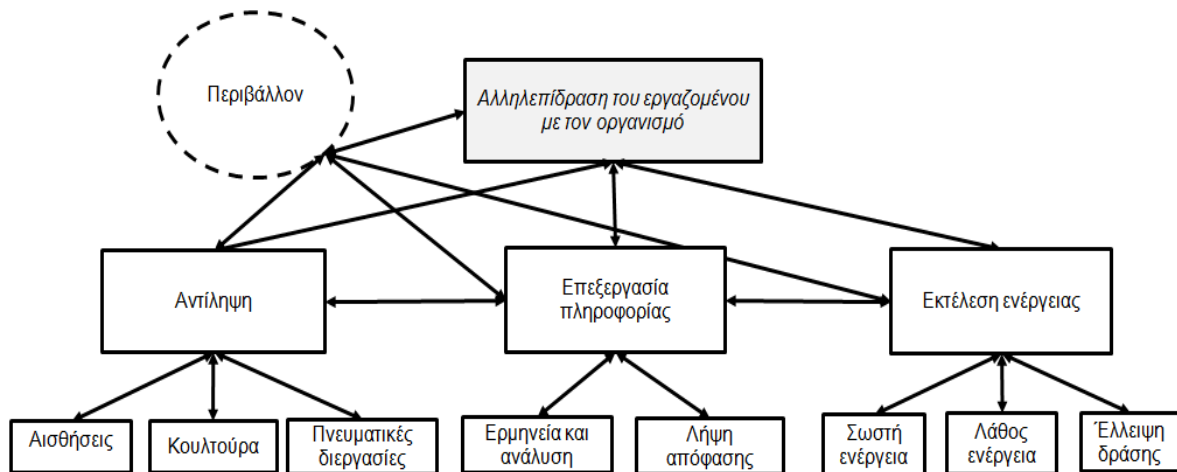 Περιβάλλον
Αλληλεπίδραση του εργαζομένου
με τον οργανισμό
Αντίληψη
Επεξεργασία
πληροφορίας
Εκτέλεση ενέργειας
Αισθήσεις
Κουλτούρα
Πνευματικές
διεργασίες
Ερμηνεία και
ανάλυση
Λήψη
απόφασης
Σωστή
ενέργεια
Λάθος
ενέργεια
Έλλειψη
δράσης